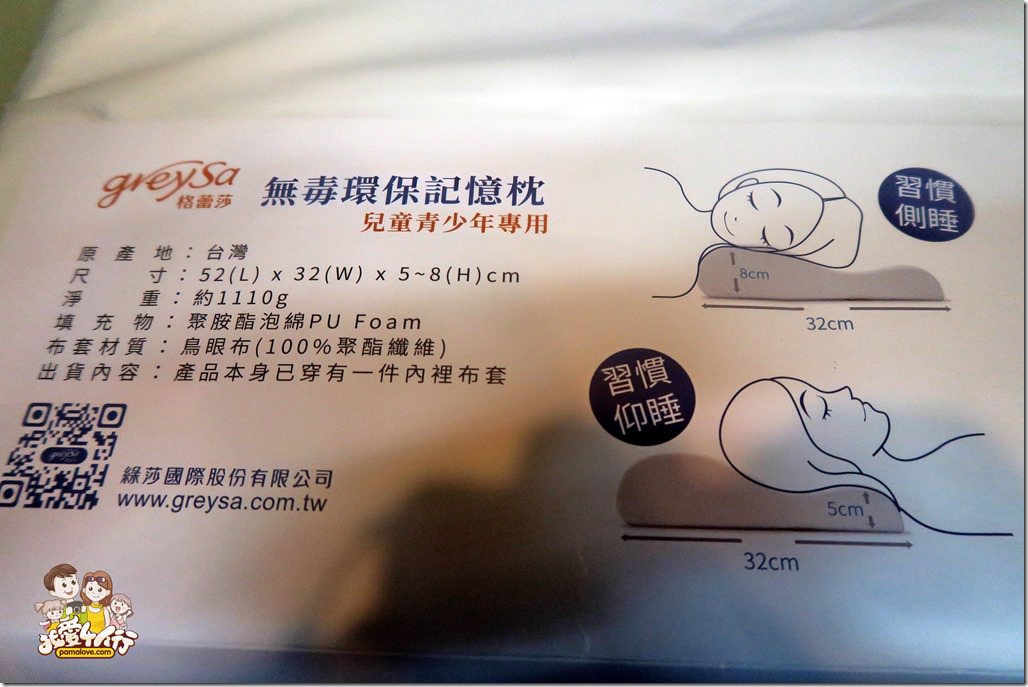 greysa
格蕾莎
無毒環保記憶枕
兒童青少年專用
原產地：台灣
尺寸：52(L) x 32(W) x 5~8(H)cm
淨重：約1110g
填充物：聚胺酯泡綿PU Foam
布套材質：鳥眼布(100%聚酯纖維)
出貨內容：產品本身已穿有一件內裡布套
greysa
綠莎國際股份有限公司
www.greysa.com.tw
習慣
側睡
8cm
32cm
習慣
仰睡
5cm
32cm
pamalove.com